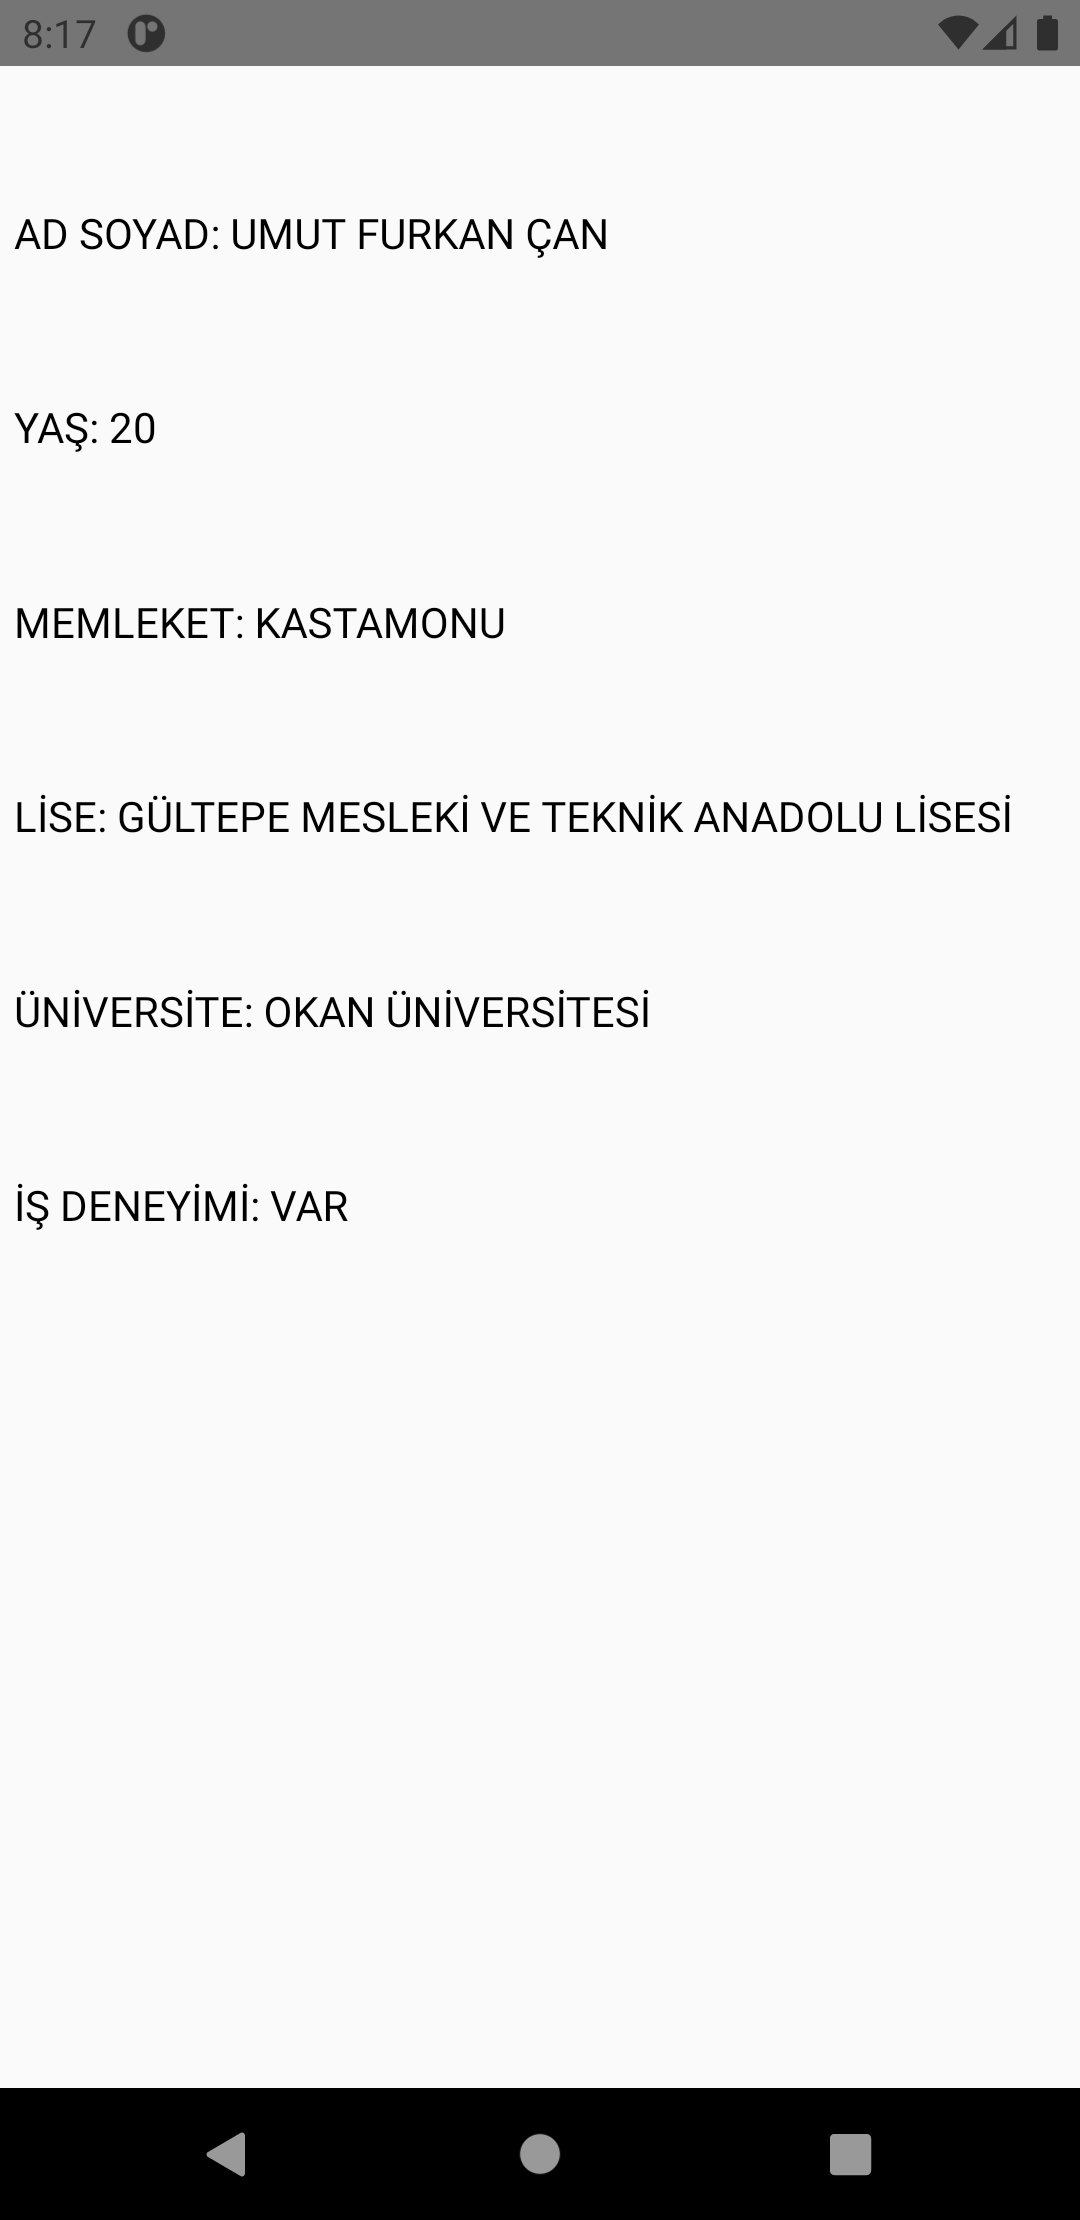 8:17
AD SOYAD: UMUT FURKAN ÇAN
YAŞ: 20
MEMLEKET: KASTAMONU
LİSE: GÜLTEPE MESLEKİ VE TEKNİK ANADOLU LİSESİ
ÜNİVERSİTE: OKAN ÜNİVERSİTESİ
İŞ DENEYİMİ: VAR